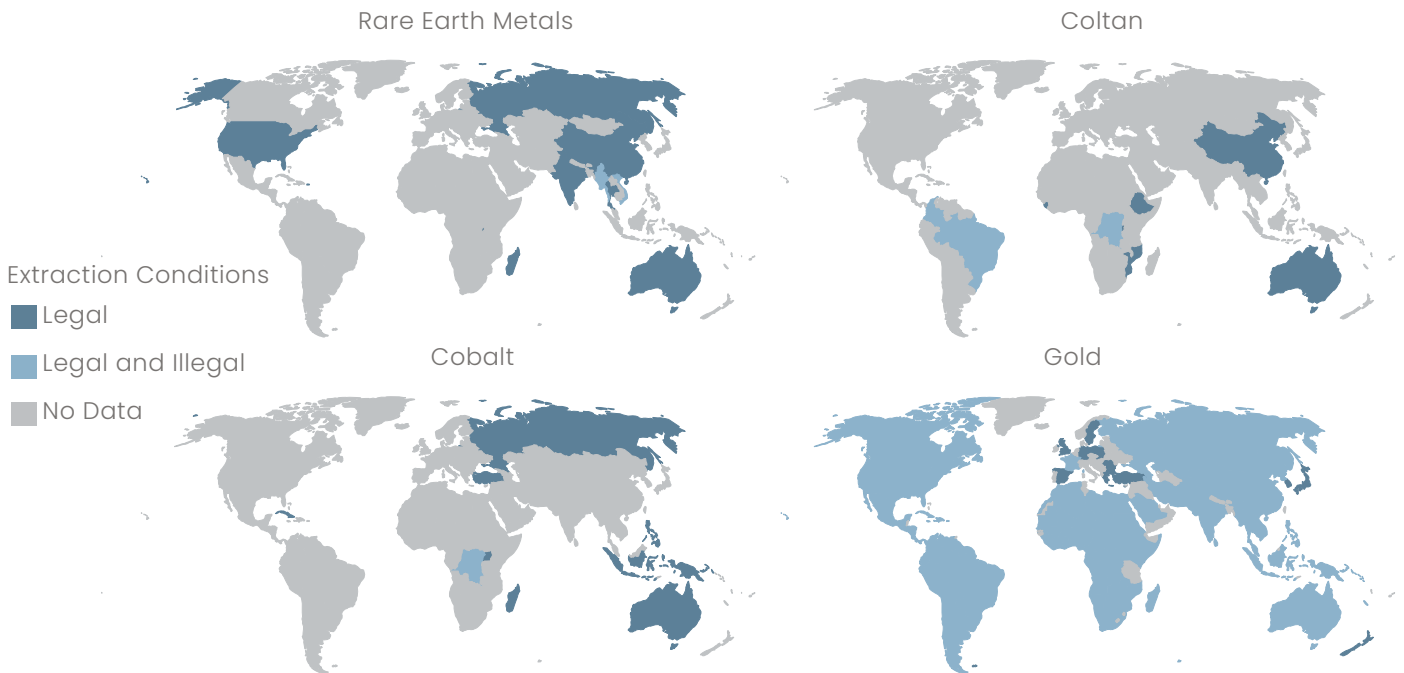 Rare Earth Metals
Coltan
Extraction Conditions
Legal
Legal and Illegal
No Data
Cobalt
Gold